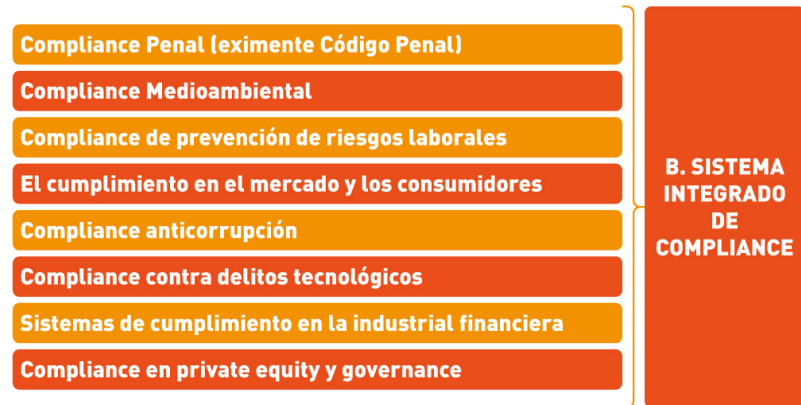 Compliance Penal (eximente Código Penal)
Compliance Medioambiental
Compliance de prevención de riesgos laborales
El cumplimiento en el mercado y los consumidores
Compliance anticorrupción
Compliance contra delitos tecnológicos
Sistemas de cumplimiento en la industrial financiera
Compliance en private equity y governance
B. SISTEMA
INTEGRADO
DE
COMPLIANCE